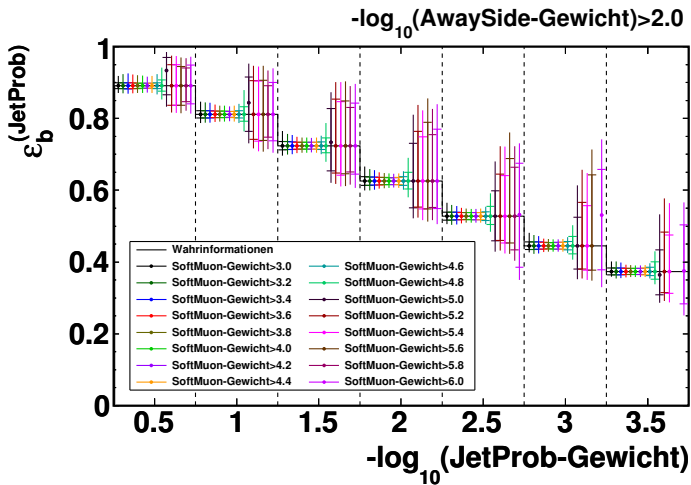 -log10(AwaySide-Gewicht)>2.0
εb(JetProb)
1
0.8
0.6
0.4
0.2
0
Wahrinformationen
SoftMuon-Gewicht>3.0
SoftMuon-Gewicht>3.2
SoftMuon-Gewicht>3.4
SoftMuon-Gewicht>3.6
SoftMuon-Gewicht>3.8
SoftMuon-Gewicht>4.0
SoftMuon-Gewicht>4.2
SoftMuon-Gewicht>4.4
SoftMuon-Gewicht>4.6
SoftMuon-Gewicht>4.8
SoftMuon-Gewicht>5.0
SoftMuon-Gewicht>5.2
SoftMuon-Gewicht>5.4
SoftMuon-Gewicht>5.6
SoftMuon-Gewicht>5.8
SoftMuon-Gewicht>6.0
0.5 1 1.5 2 2.5 3 3.5
-log10(JetProb-Gewicht)